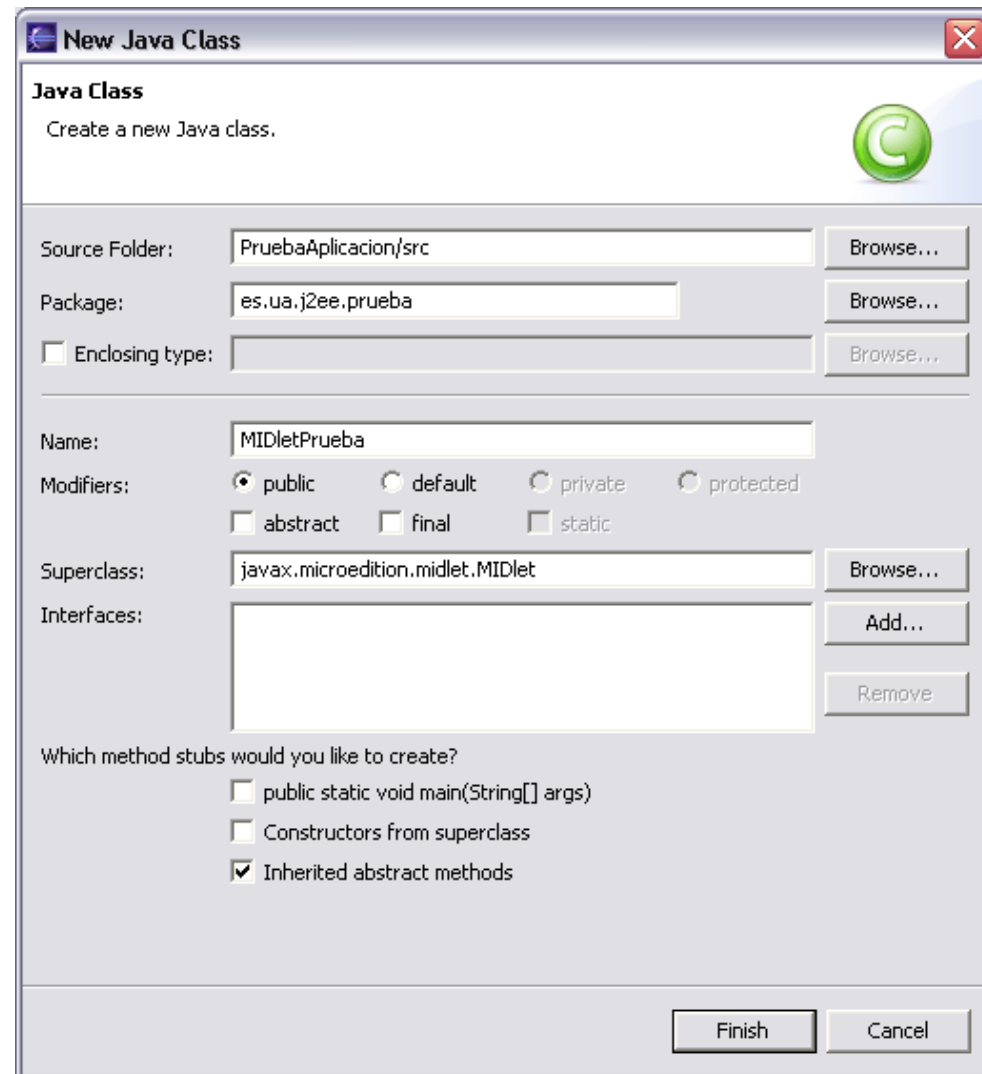 New Java Class
Java Class
Create a new Java class.
C
Source Folder: PruebaAplicacion/src Browse...
Package: es.ua.j2ee.prueba Browse...
Enclosing type: Browse...
Name: MIDletPrueba
Modifiers: public default private protected
abstract final static
Superclass: javax.microedition.midlet.MIDlet Browse...
Interfaces: Add...
Remove
Which method stubs would you like to create?
public static void main(String[] args)
Constructors from superclass
Inherited abstract methods
Finish Cancel